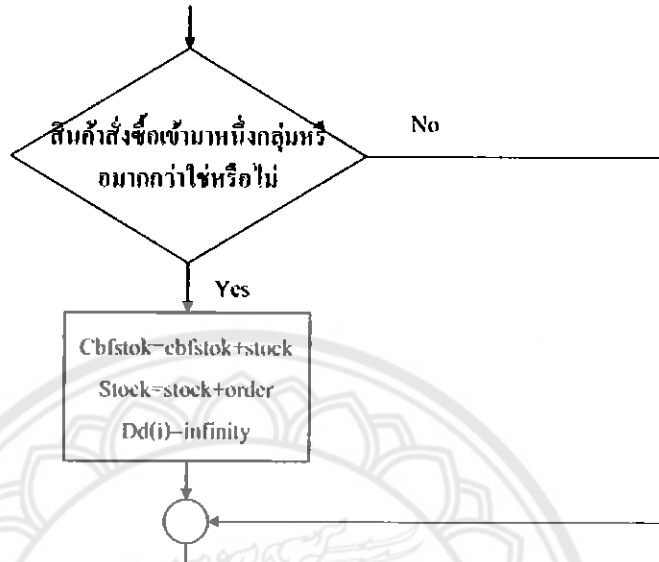 สินค้าสั่งซื้อเข้ามาหนึ่งกลุ่มหรื
อมากกว่าใช่หรือไม่
No
Yes
Cbfstok=cbfstok+stock
Stock=stock+order
Dd(i)=infinity